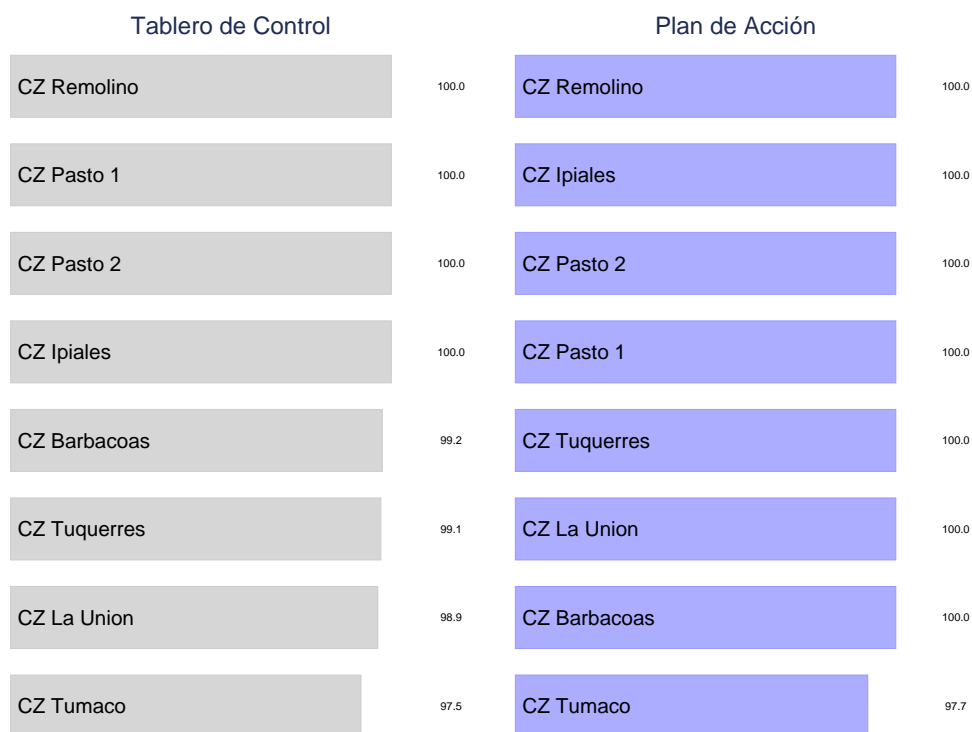 Tablero de Control
CZ Remolino 100.0
CZ Pasto 1 100.0
CZ Pasto 2 100.0
CZ Ipiales 100.0
CZ Barbacoas 99.2
CZ Tuquerres 99.1
CZ La Union 98.9
CZ Tumaco 97.5
Plan de Acción
CZ Remolino 100.0
CZ Ipiales 100.0
CZ Pasto 2 100.0
CZ Pasto 1 100.0
CZ Tuquerres 100.0
CZ La Union 100.0
CZ Barbacoas 100.0
CZ Tumaco 97.7